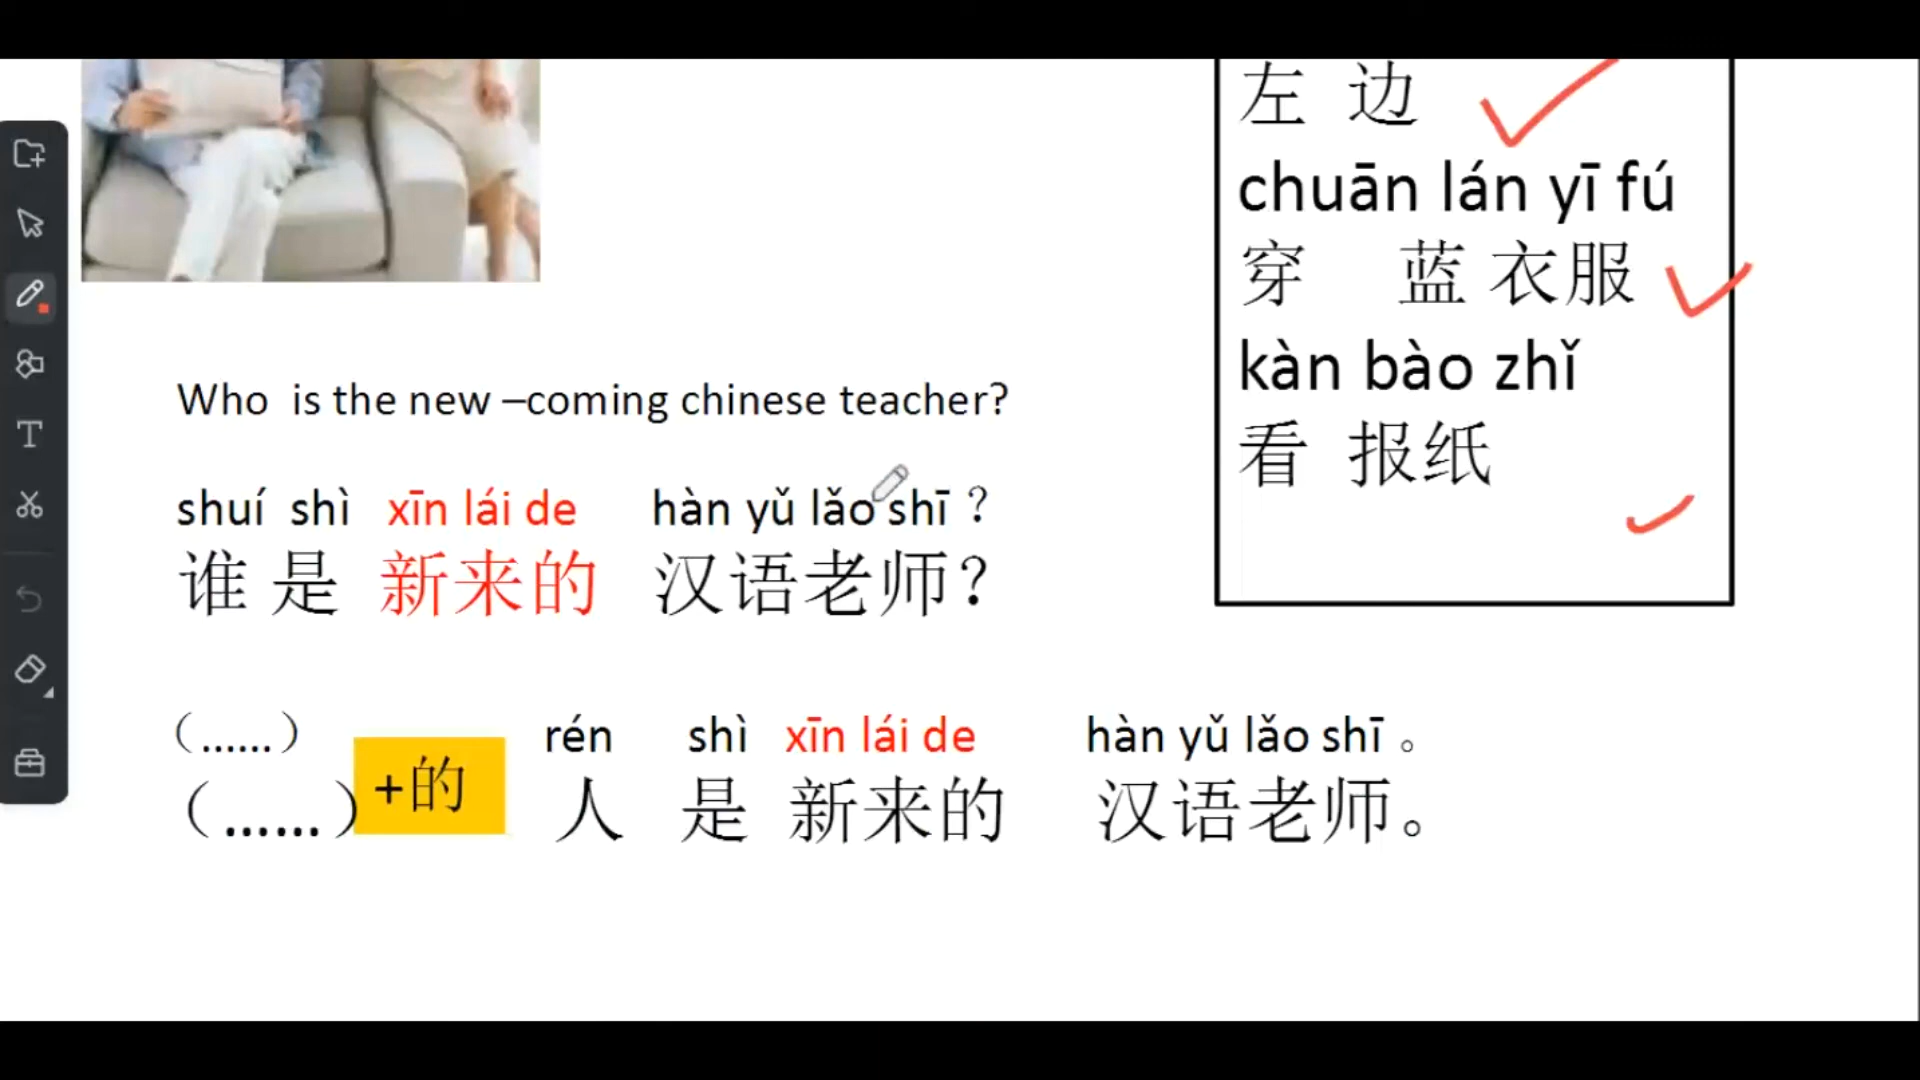 左 边
chuān lán yī fú
穿 蓝 衣服
kàn bào zhǐ
看 报纸
Who is the new –coming chinese teacher?
shuí shì xīn lái de hàn yǔ lǎo shī ？
谁 是 新来的 汉语老师？
（……） rén shì xīn lái de hàn yǔ lǎo shī 。
（……）+的 人 是 新来的 汉语老师。